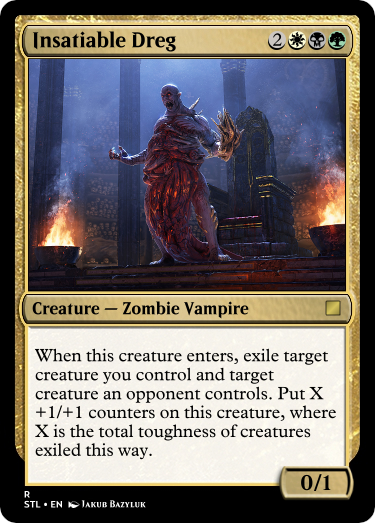 Insatiable Dreg 2
Creature — Zombie Vampire
When this creature enters, exile target
creature you control and target
creature an opponent controls. Put X
+1/+1 counters on this creature, where
X is the total toughness of creatures
exiled this way.
0/1
R
STL • EN Jakub Bazyluk